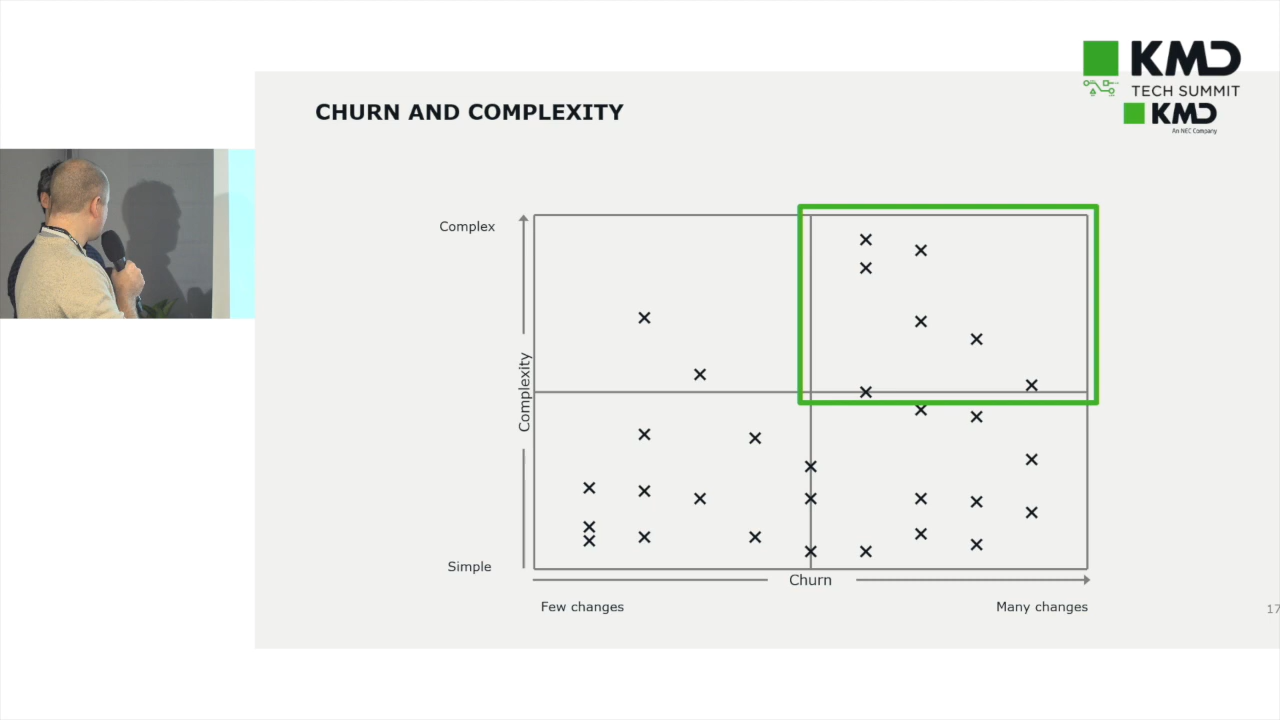 KMD
TECH SUMMIT
KMD
An NEC Company
CHURN AND COMPLEXITY
Complex
Complexity
Simple
Churn
Few changes
Many changes
17